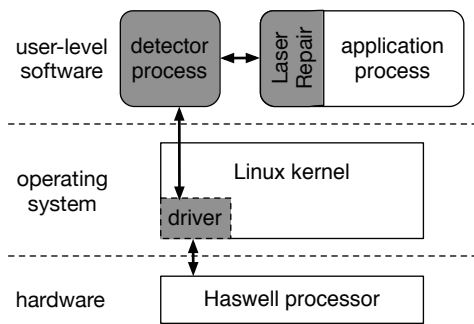 user-level
software
detector
process
Laser
Repair
application
process
operating
system
Linux kernel
driver
hardware
Haswell processor